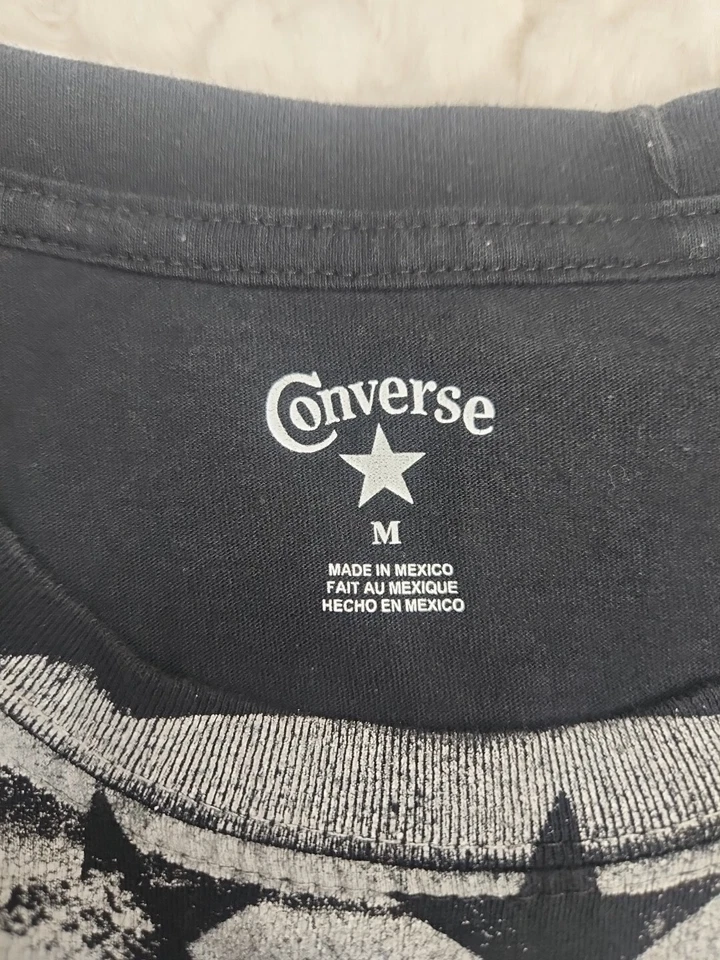 Converse
M
MADE IN MEXICO
FAIT AU MEXIQUE
HECHO EN MEXICO